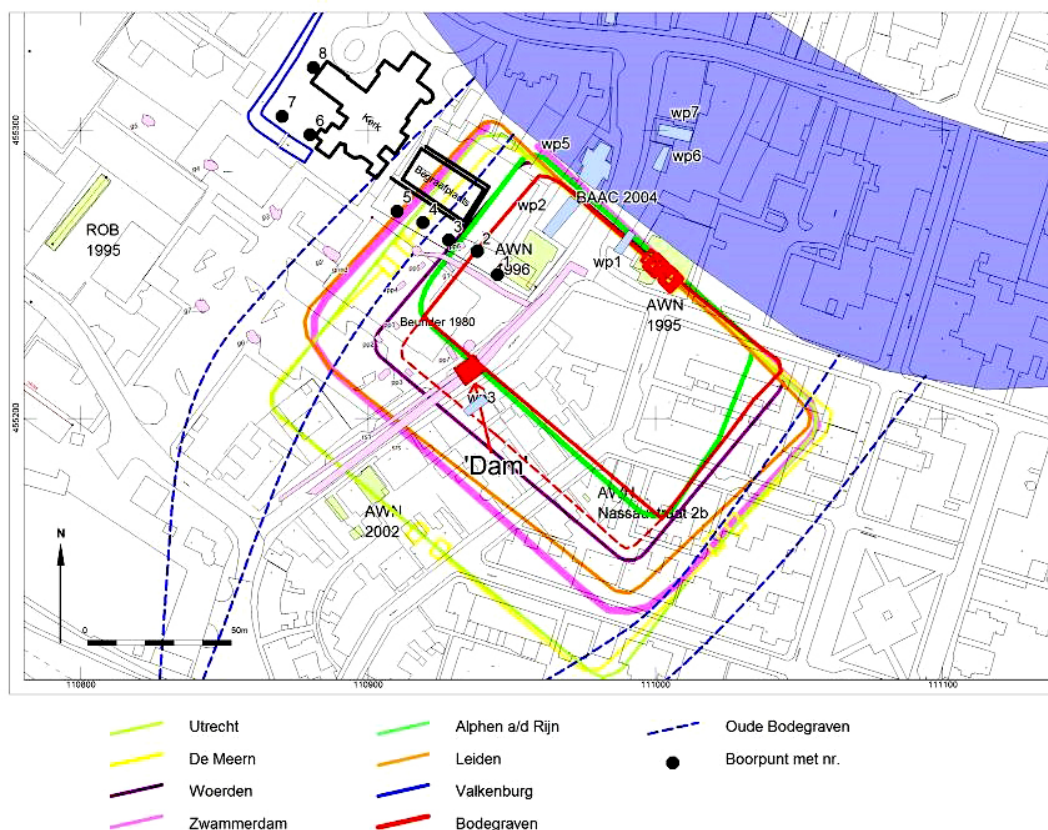 8
7
6
Kerk
wp7
wp6
wp5
455300
Begraafplaats
BAAC 2004
5
4
3
2
1
wp2
ROB
1995
AWN
1996
wp1
AWN
1995
Beunder 1980
wp3
455200
'Dam'
AWN
Nassaustraat 2b
AWN
2002
N
0
50m
110800
110900
111000
111100
Utrecht
De Meern
Woerden
Zwammerdam
Alphen a/d Rijn
Leiden
Valkenburg
Bodegraven
Oude Bodegraven
Boorpunt met nr.